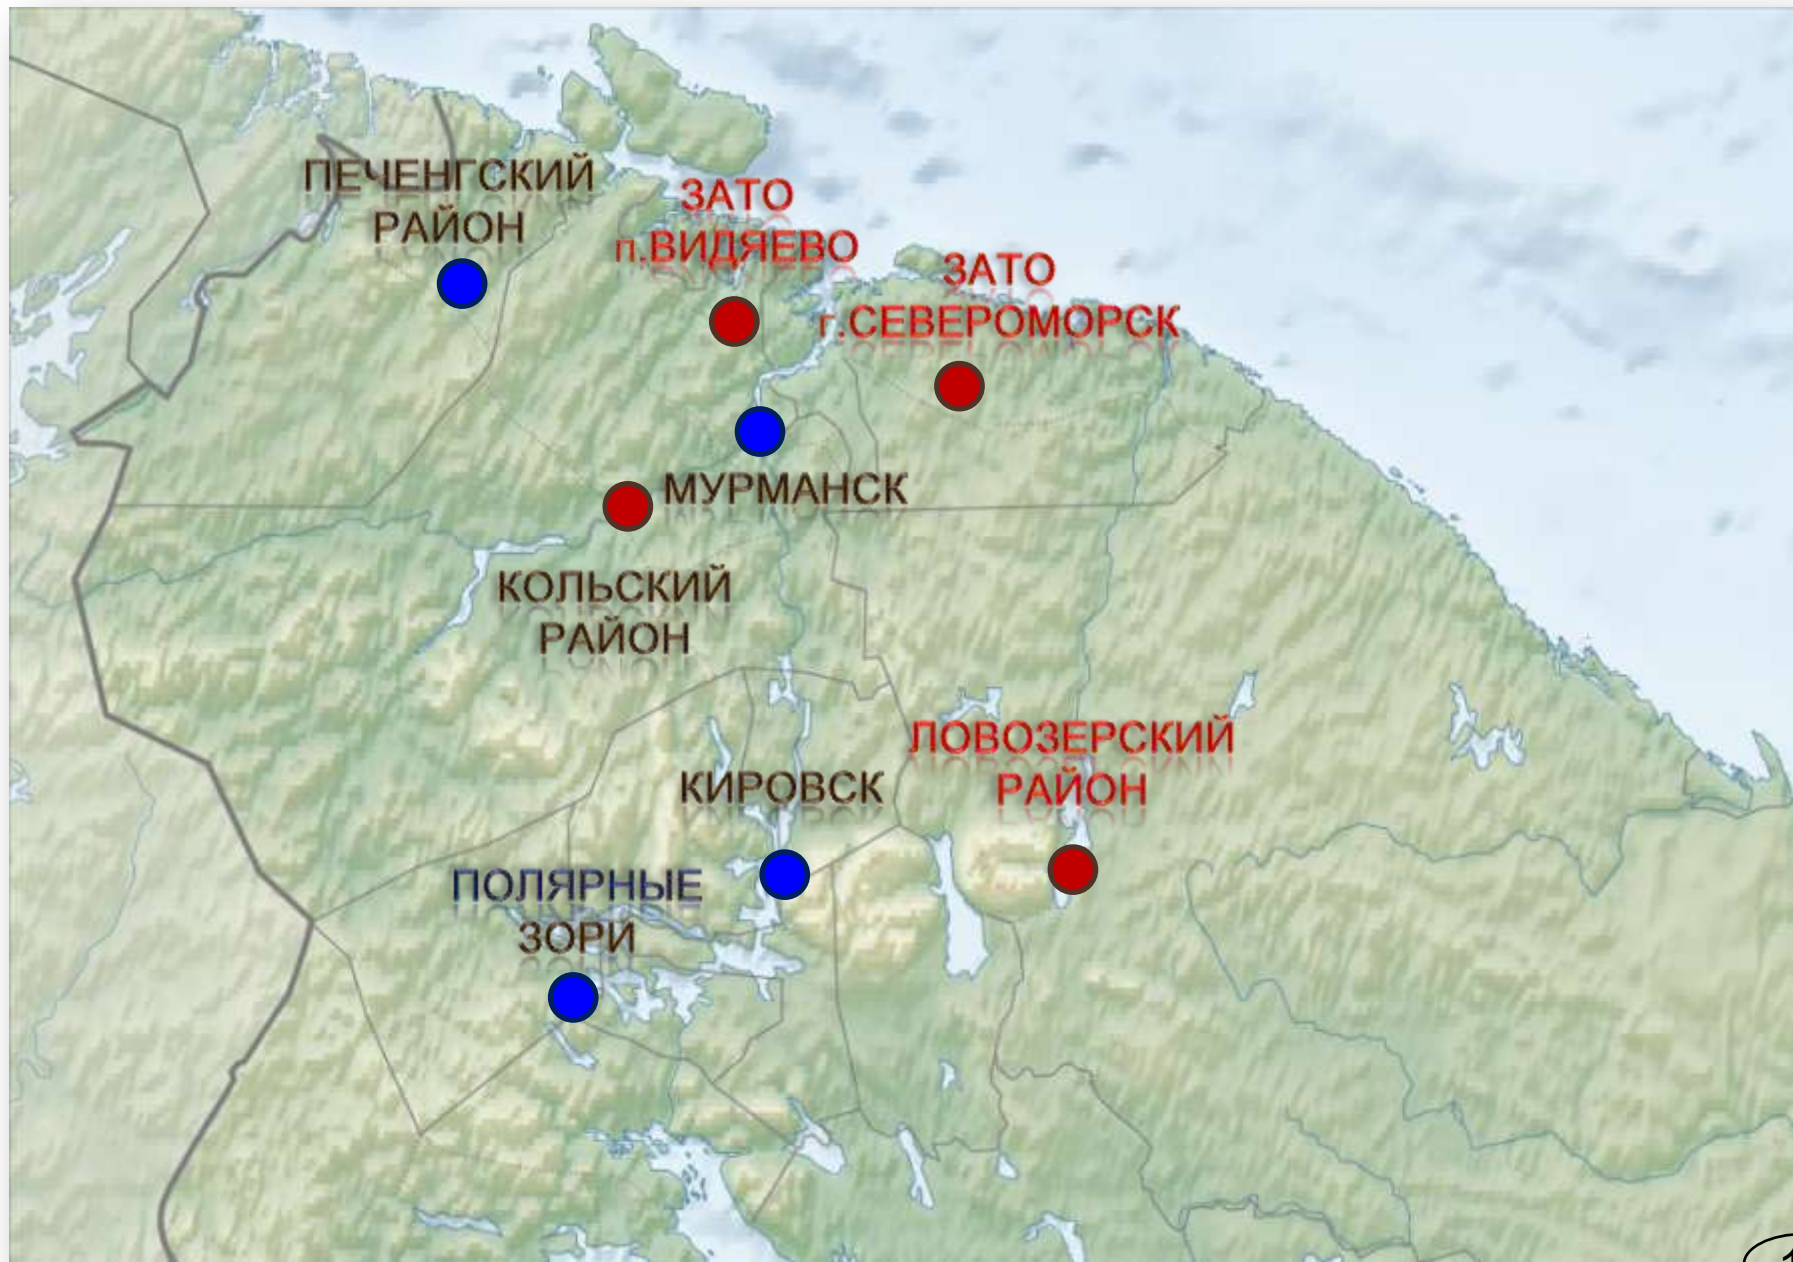 ПЕЧЕНГСКИЙ
РАЙОН
ЗАТО
п.ВИДЯЕВО
ЗАТО
г.СЕВЕРОМОРСК
МУРМАНСК
КОЛЬСКИЙ
РАЙОН
ЛОВОЗЕРСКИЙ
РАЙОН
КИРОВСК
ПОЛЯРНЫЕ
ЗОРИ